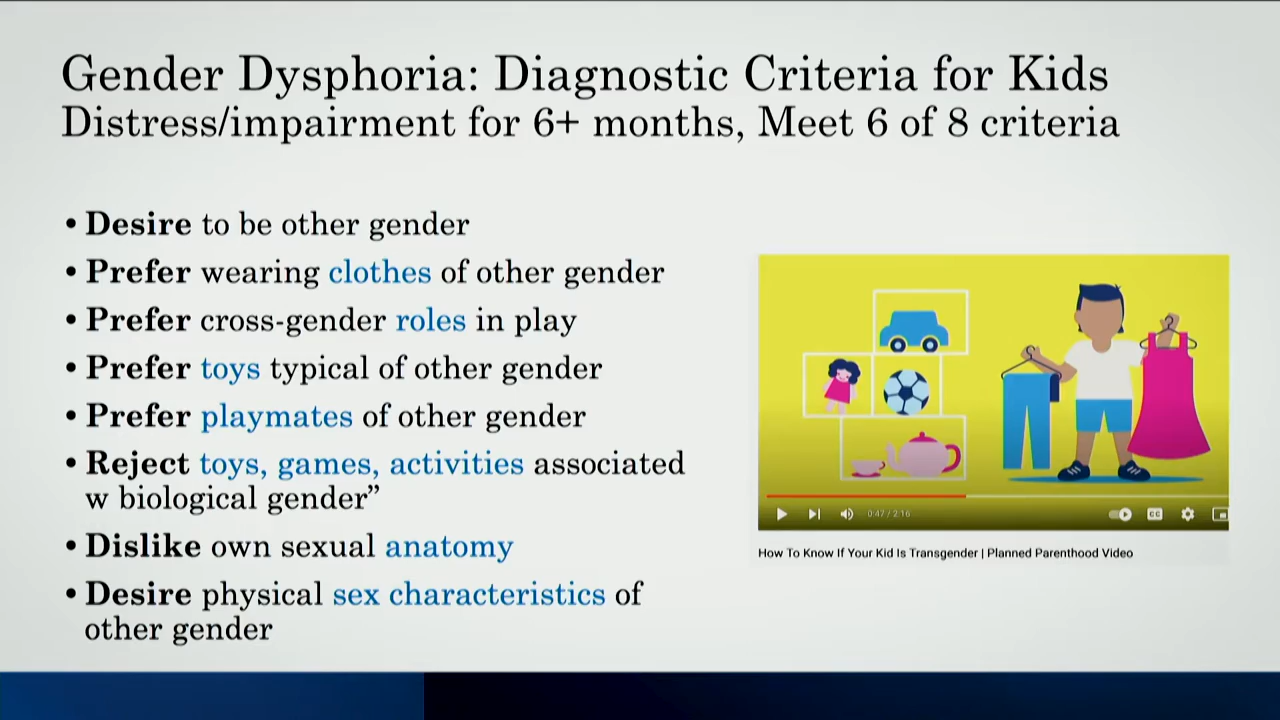 Gender Dysphoria: Diagnostic Criteria for Kids
Distress/impairment for 6+ months, Meet 6 of 8 criteria
• Desire to be other gender
• Prefer wearing clothes of other gender
• Prefer cross-gender roles in play
• Prefer toys typical of other gender
• Prefer playmates of other gender
• Reject toys, games, activities associated
w biological gender”
• Dislike own sexual anatomy
• Desire physical sex characteristics of
other gender
0:47 / 2:16
CC
How To Know If Your Kid Is Transgender | Planned Parenthood Video